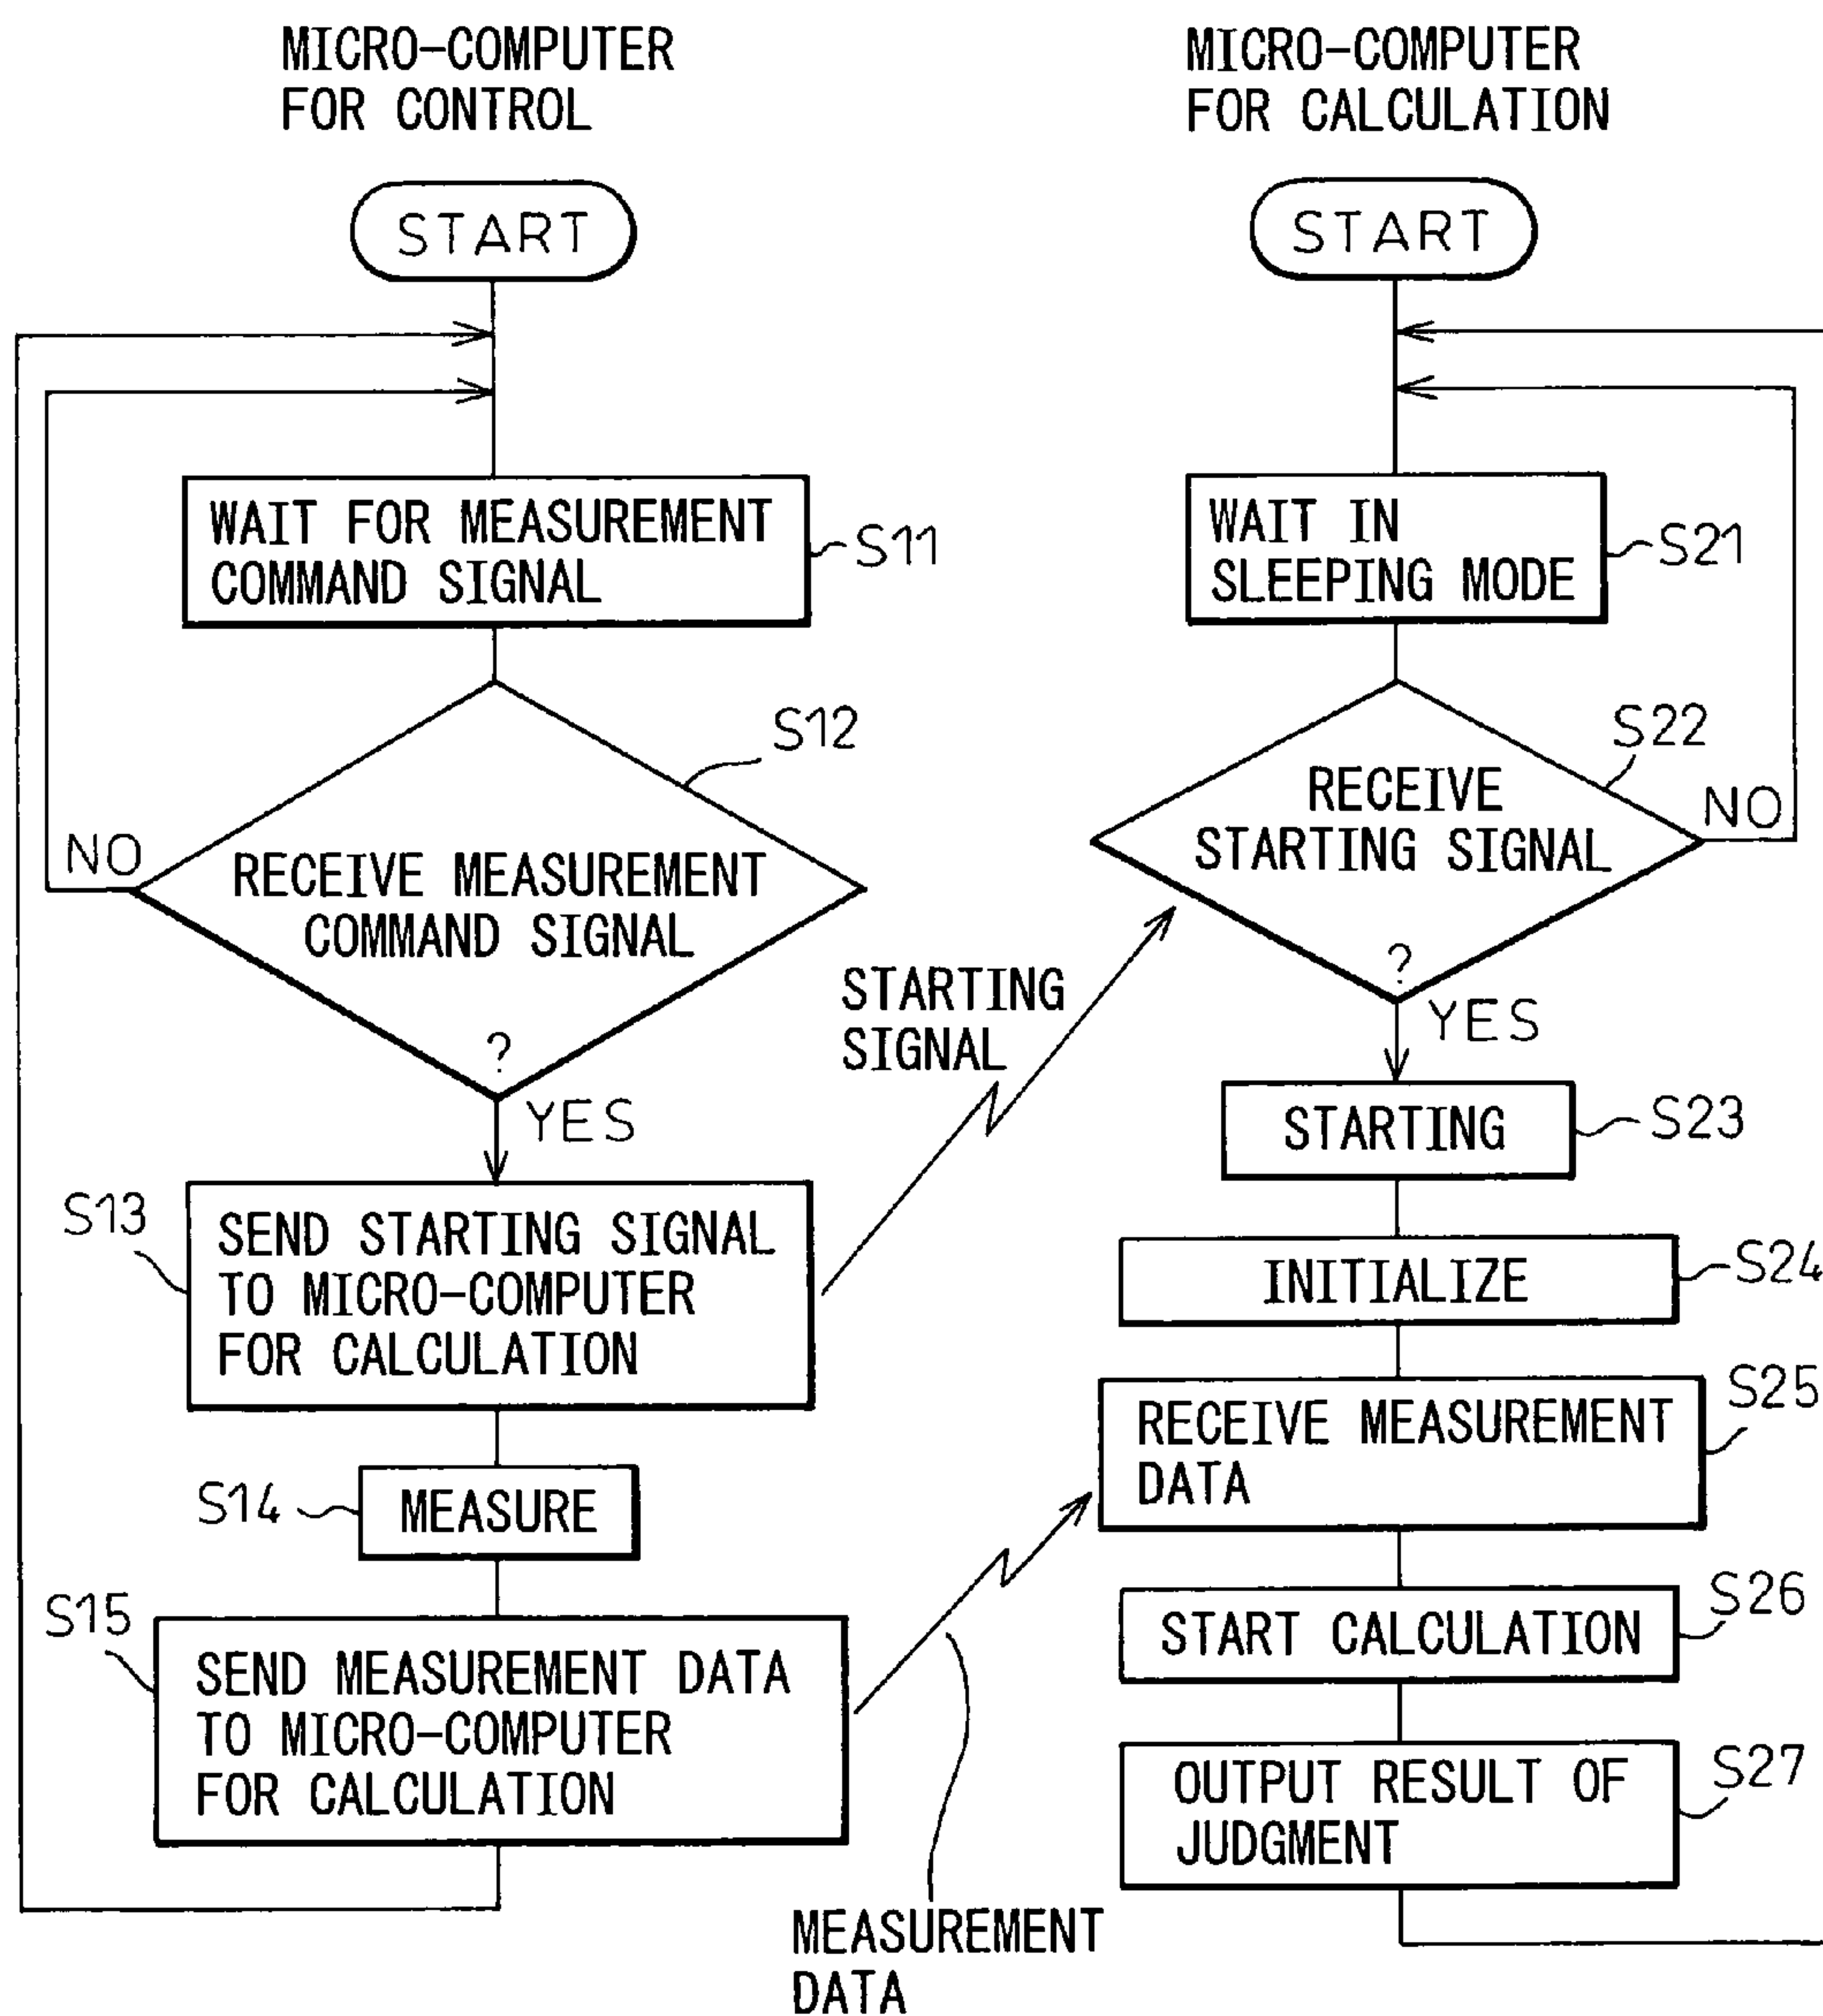 MICRO-COMPUTER
FOR CONTROL
START
WAIT FOR MEASUREMENT
COMMAND SIGNAL
S11
S12
NO
RECEIVE MEASUREMENT
COMMAND SIGNAL
?
YES
S13
SEND STARTING SIGNAL
TO MICRO-COMPUTER
FOR CALCULATION
S14
MEASURE
S15
SEND MEASUREMENT DATA
TO MICRO-COMPUTER
FOR CALCULATION
STARTING
SIGNAL
MEASUREMENT
DATA
MICRO-COMPUTER
FOR CALCULATION
START
WAIT IN
SLEEPING MODE
S21
S22
RECEIVE
STARTING SIGNAL
NO
?
YES
STARTING
S23
INITIALIZE
S24
RECEIVE MEASUREMENT
DATA
S25
START CALCULATION
S26
OUTPUT RESULT OF
JUDGMENT
S27